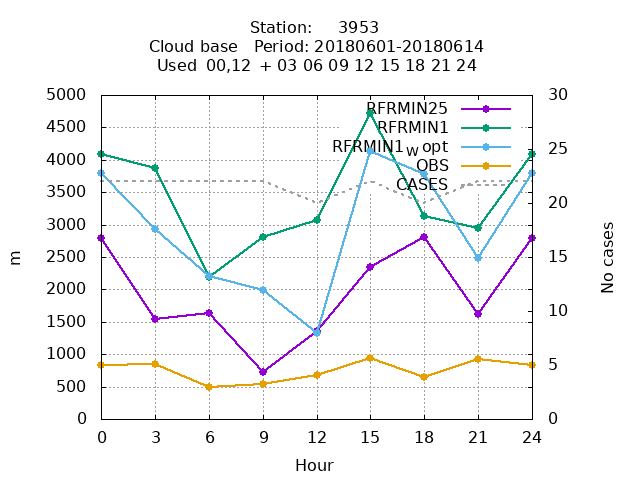 Station: 3953
Cloud base Period: 20180601-20180614
Used 00,12 + 03 06 09 12 15 18 21 24
5000
4500
4000
3500
3000
2500
2000
1500
1000
500
0
30
25
20
15
10
5
0
RFRMIN25
RFRMIN1
RFRMIN1w opt
OBS
CASES
m
No cases
0 3 6 9 12 15 18 21 24
Hour